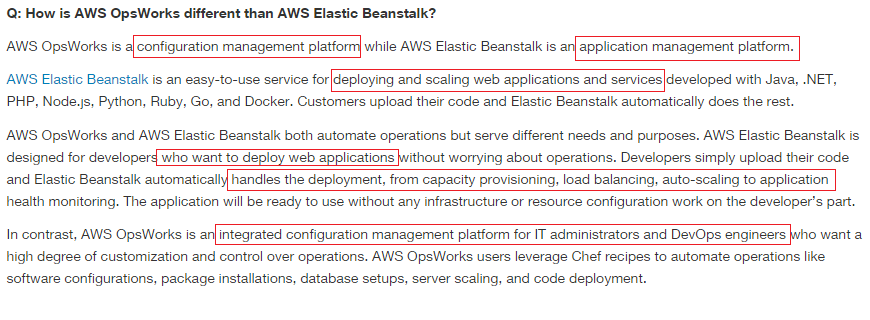 Q: How is AWS OpsWorks different than AWS Elastic Beanstalk?
AWS OpsWorks is a configuration management platform while AWS Elastic Beanstalk is an application management platform.
AWS Elastic Beanstalk is an easy-to-use service for deploying and scaling web applications and services developed with Java, .NET,
PHP, Node.js, Python, Ruby, Go, and Docker. Customers upload their code and Elastic Beanstalk automatically does the rest.
AWS OpsWorks and AWS Elastic Beanstalk both automate operations but serve different needs and purposes. AWS Elastic Beanstalk is
designed for developers who want to deploy web applications without worrying about operations. Developers simply upload their code
and Elastic Beanstalk automatically handles the deployment, from capacity provisioning, load balancing, auto-scaling to application
health monitoring. The application will be ready to use without any infrastructure or resource configuration work on the developer's part.
In contrast, AWS OpsWorks is an integrated configuration management platform for IT administrators and DevOps engineers who want a
high degree of customization and control over operations. AWS OpsWorks users leverage Chef recipes to automate operations like
software configurations, package installations, database setups, server scaling, and code deployment.